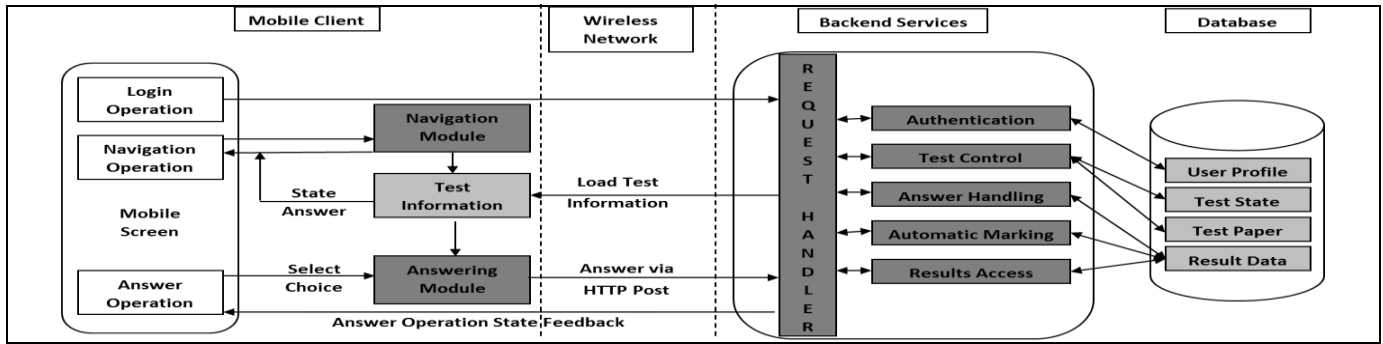 Mobile Client
Wireless
Network
Backend Services
Database
Login
Operation
Navigation
Operation
Mobile
Screen
Answer
Operation
Navigation
Module
State
Answer
Test
Information
Select
Choice
Answering
Module
Load Test
Information
Answer via
HTTP Post
Answer Operation State Feedback
REQUEST HANDLER
Authentication
Test Control
Answer Handling
Automatic Marking
Results Access
User Profile
Test State
Test Paper
Result Data